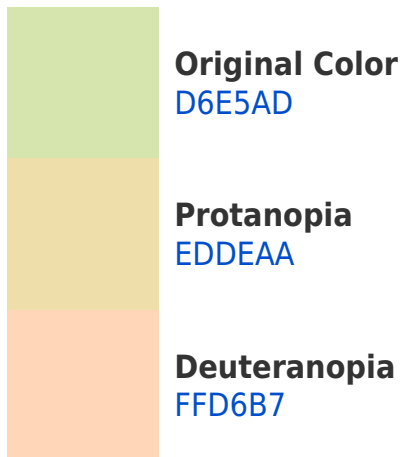 Original Color
D6E5AD
Protanopia
EDDEAA
Deuteranopia
FFD6B7